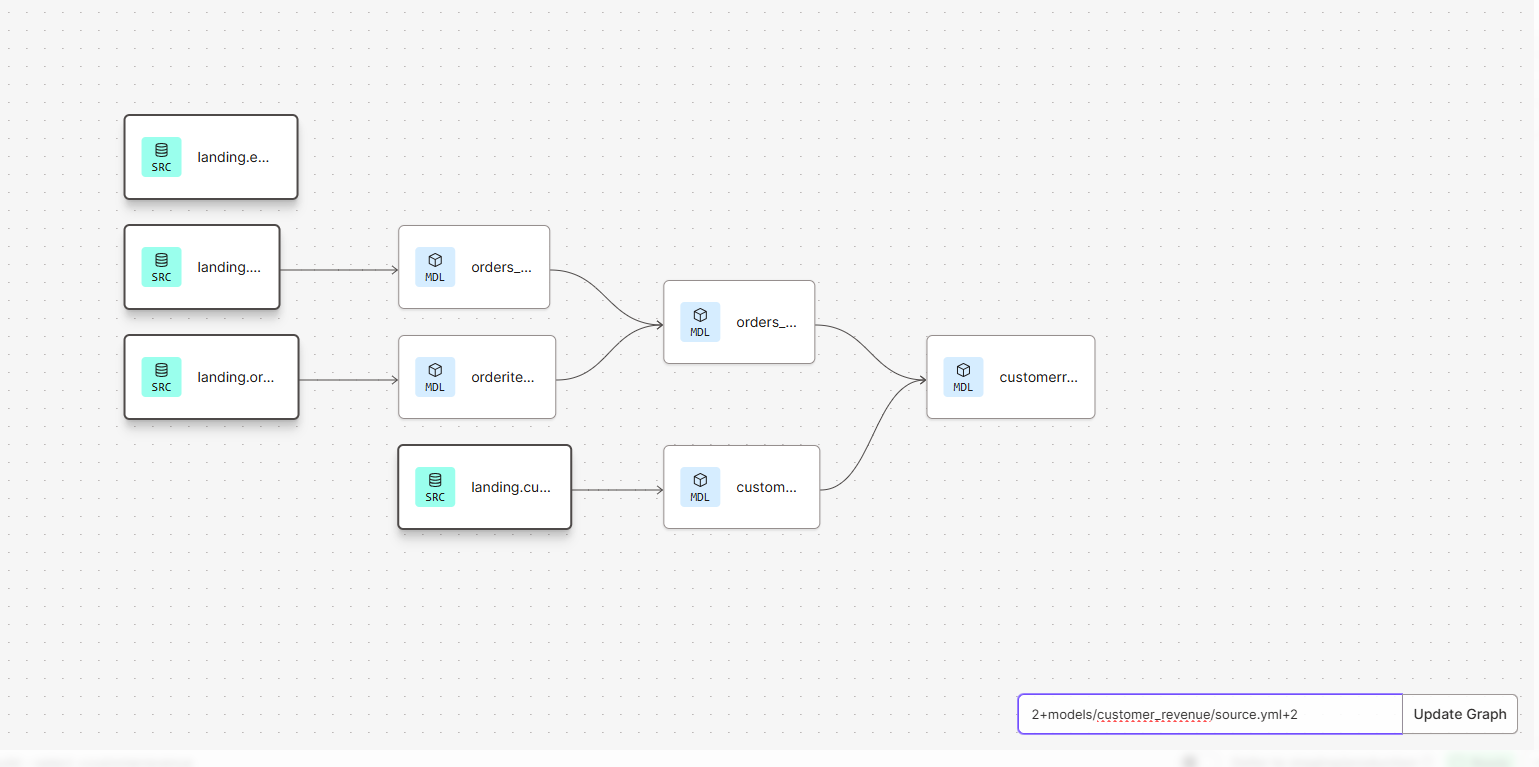 SRC
landing.e...
SRC
landing....
MDL
orders_...
MDL
orders_...
SRC
landing.or...
MDL
orderite...
MDL
customerr...
SRC
landing.cu...
MDL
custom...
2+models/customer_revenue/source.yml+2
Update Graph